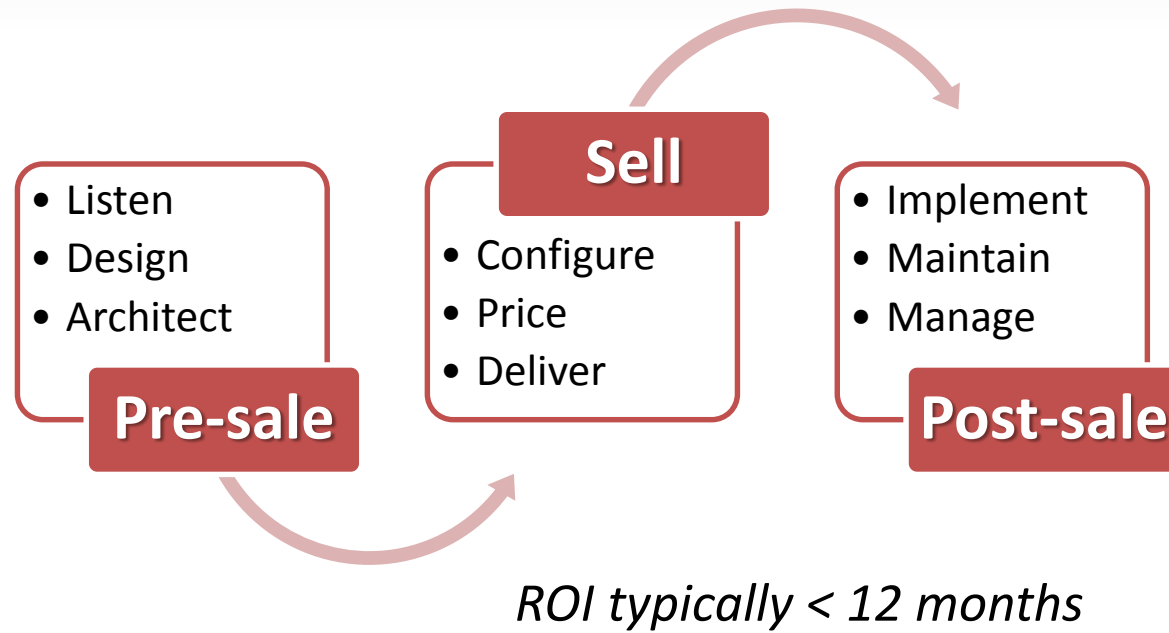 • Listen
• Design
• Architect
Pre-sale
Sell
• Configure
• Price
• Deliver
• Implement
• Maintain
• Manage
Post-sale
ROI typically < 12 months